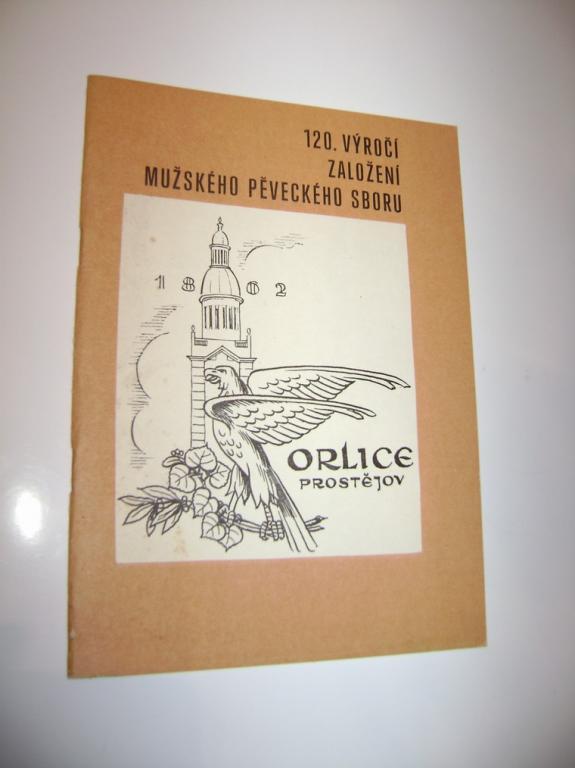 120. VÝROČÍ
ZALOŽENÍ
MUŽSKÉHO PĚVECKÉHO SBORU
1862
ORLICE
PROSTĚJOV